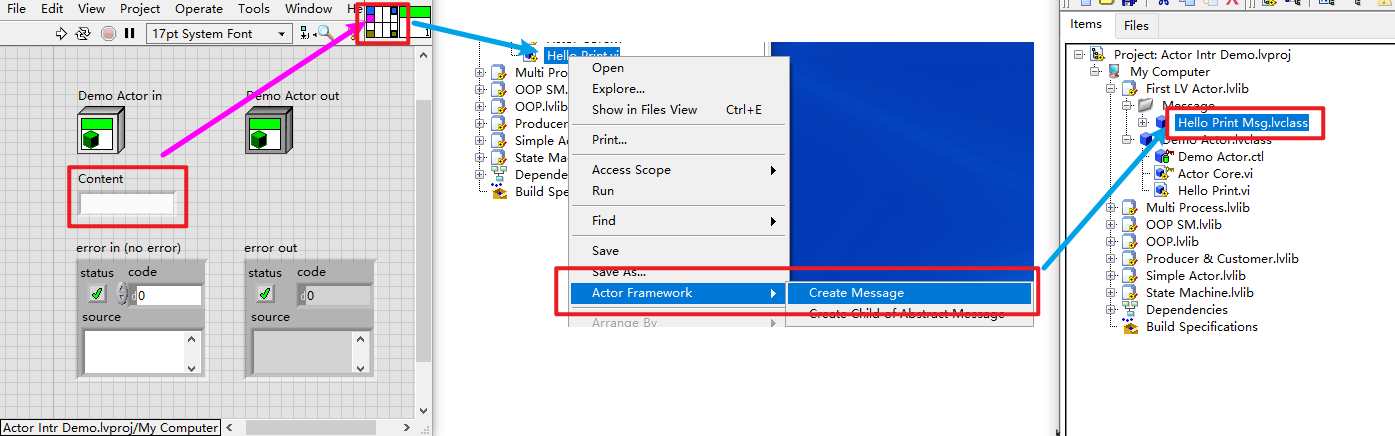 File Edit View Project Operate Tools Window
17pt System Font
1
Demo Actor in
Demo Actor out
Content
error in (no error)
error out
status code
0
source
status code
0
source
Actor Intr Demo.lvproj/My Computer
Hello Print.vi
Multi Pro
OOP SM.
OOP.lvlib
Producer
Simple A
State Mac
Depende
Build Spe
Open
Explore...
Show in Files View Ctrl+E
Print...
Access Scope
Run
Find
Save
Save As...
Actor Framework
Arrange By
Create Message
Create Child of Abstract Message
Items Files
Project: Actor Intr Demo.lvproj
My Computer
First LV Actor.lvlib
Message
Hello Print Msg.lvclass
Demo Actor.lvclass
Demo Actor.ctl
Actor Core.vi
Hello Print.vi
Multi Process.lvlib
OOP SM.lvlib
OOP.lvlib
Producer & Customer.lvlib
Simple Actor.lvlib
State Machine.lvlib
Dependencies
Build Specifications